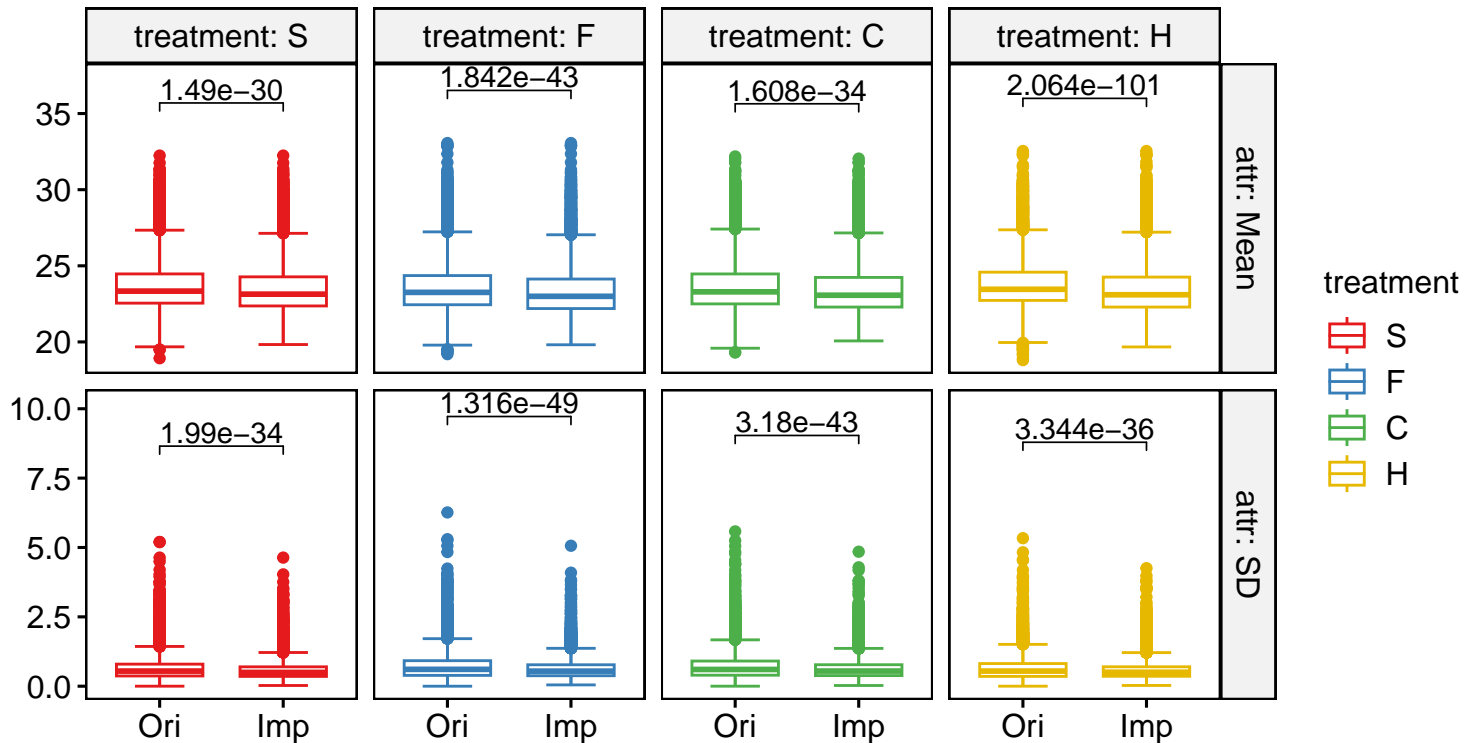 treatment: S
treatment: F
treatment: C
treatment: H
1.49e−30
1.842e−43
1.608e−34
2.064e−101
35
30
25
20
attr: Mean
1.99e−34
1.316e−49
3.18e−43
3.344e−36
10.0
7.5
5.0
2.5
0.0
attr: SD
Ori
Imp
Ori
Imp
Ori
Imp
Ori
Imp
treatment
S
F
C
H